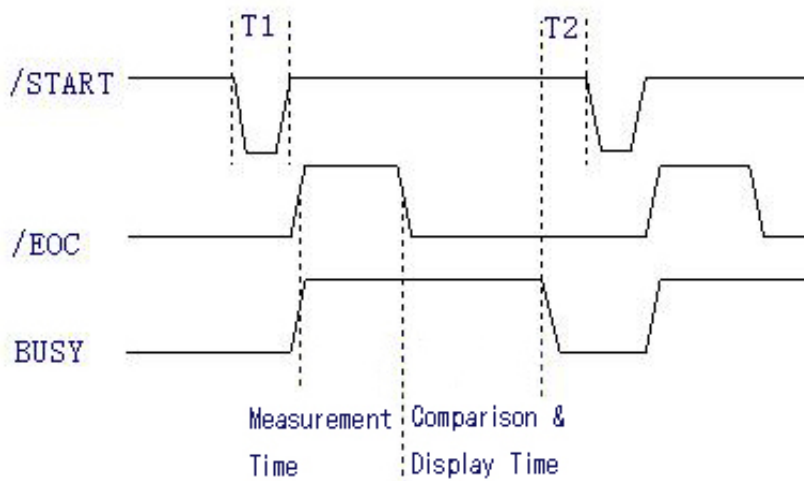 T1
T2
/START
/EOC
BUSY
Measurement
Time
Comparison &
Display Time